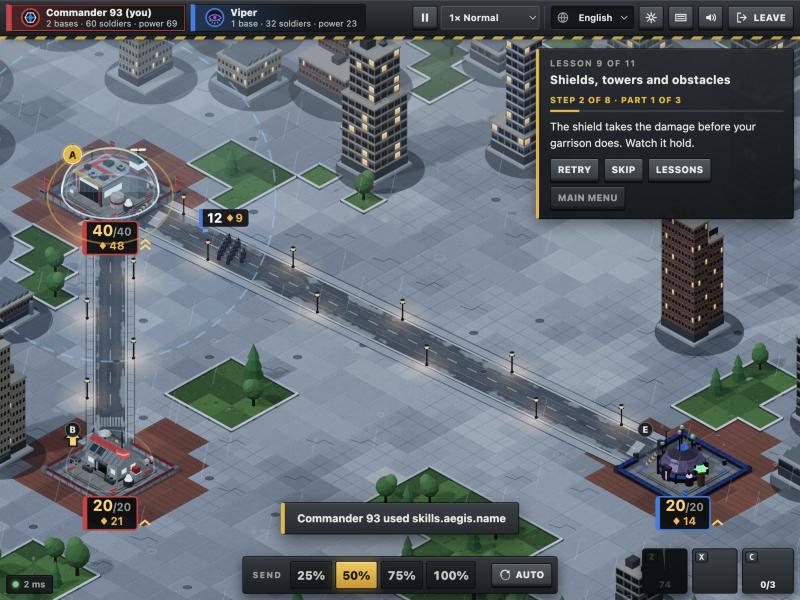 Commander 93 (you)
2 bases · 60 soldiers · power 69
Viper
1 base · 32 soldiers · power 23
1× Normal
English
LEAVE
LESSON 9 OF 11
Shields, towers and obstacles
STEP 2 OF 8 · PART 1 OF 3
The shield takes the damage before your
garrison does. Watch it hold.
RETRY
SKIP
LESSONS
MAIN MENU
A
12 ♦ 9
40/40
♦ 48
B
E
20/20
♦ 21
20/20
♦ 14
Commander 93 used skills.aegis.name
SEND
25%
50%
75%
100%
AUTO
2 ms
Z
74
X
C
0/3